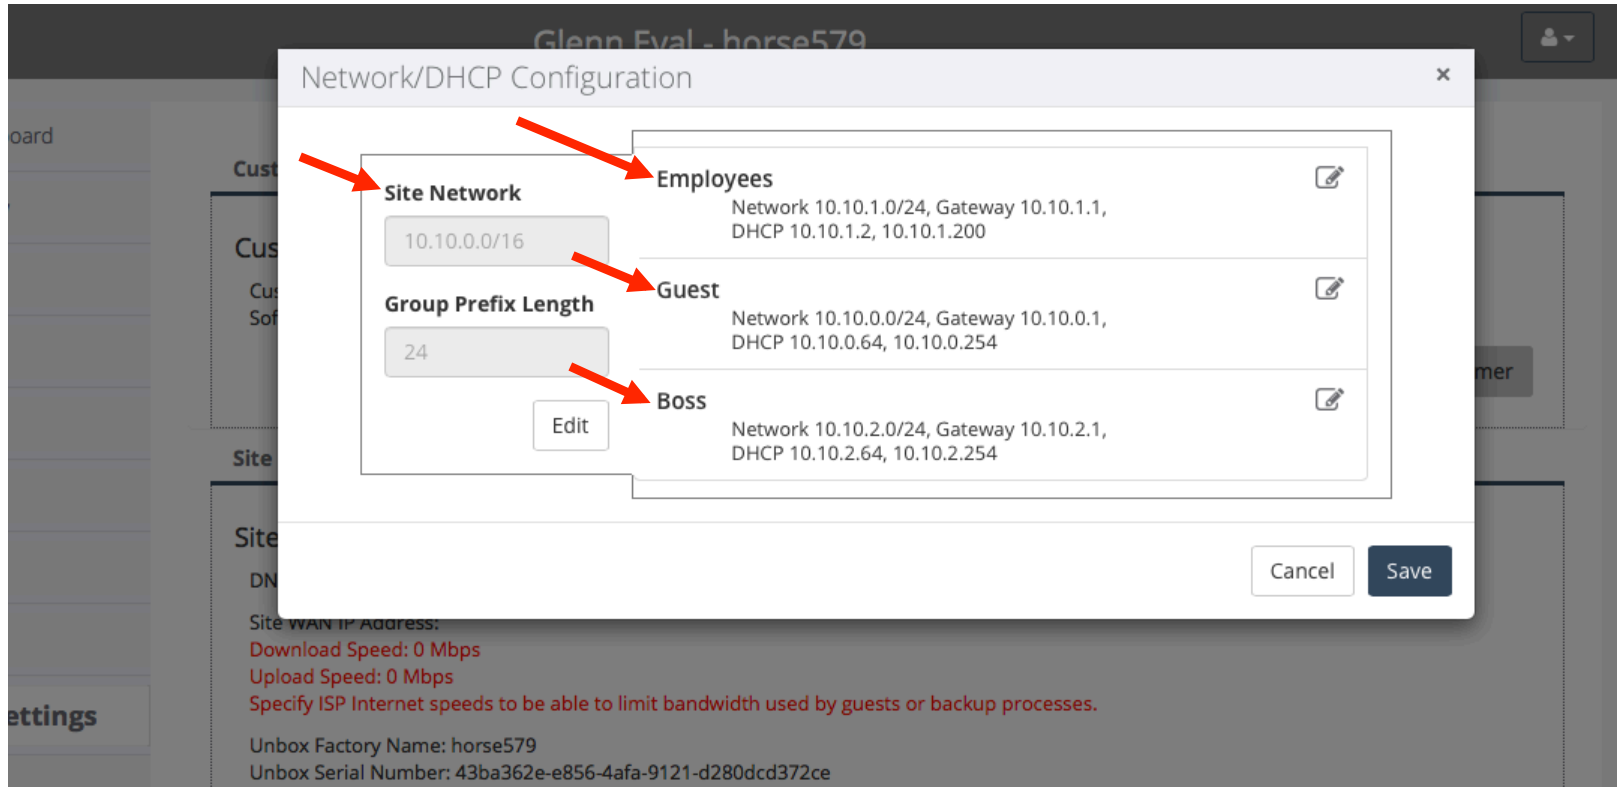 Glenn Eval - horse579
Network/DHCP Configuration
×
oard
Cust
Site Network
10.10.0.0/16
Group Prefix Length
24
Edit
Employees
Network 10.10.1.0/24, Gateway 10.10.1.1,
DHCP 10.10.1.2, 10.10.1.200
Guest
Network 10.10.0.0/24, Gateway 10.10.0.1,
DHCP 10.10.0.64, 10.10.0.254
Boss
Network 10.10.2.0/24, Gateway 10.10.2.1,
DHCP 10.10.2.64, 10.10.2.254
Cus
Cus
Sof
mer
Site
Site
DN
Cancel
Save
Site WAN IP Address:
Download Speed: 0 Mbps
Upload Speed: 0 Mbps
Specify ISP Internet speeds to be able to limit bandwidth used by guests or backup processes.
ettings
Unbox Factory Name: horse579
Unbox Serial Number: 43ba362e-e856-4afa-9121-d280dcd372ce